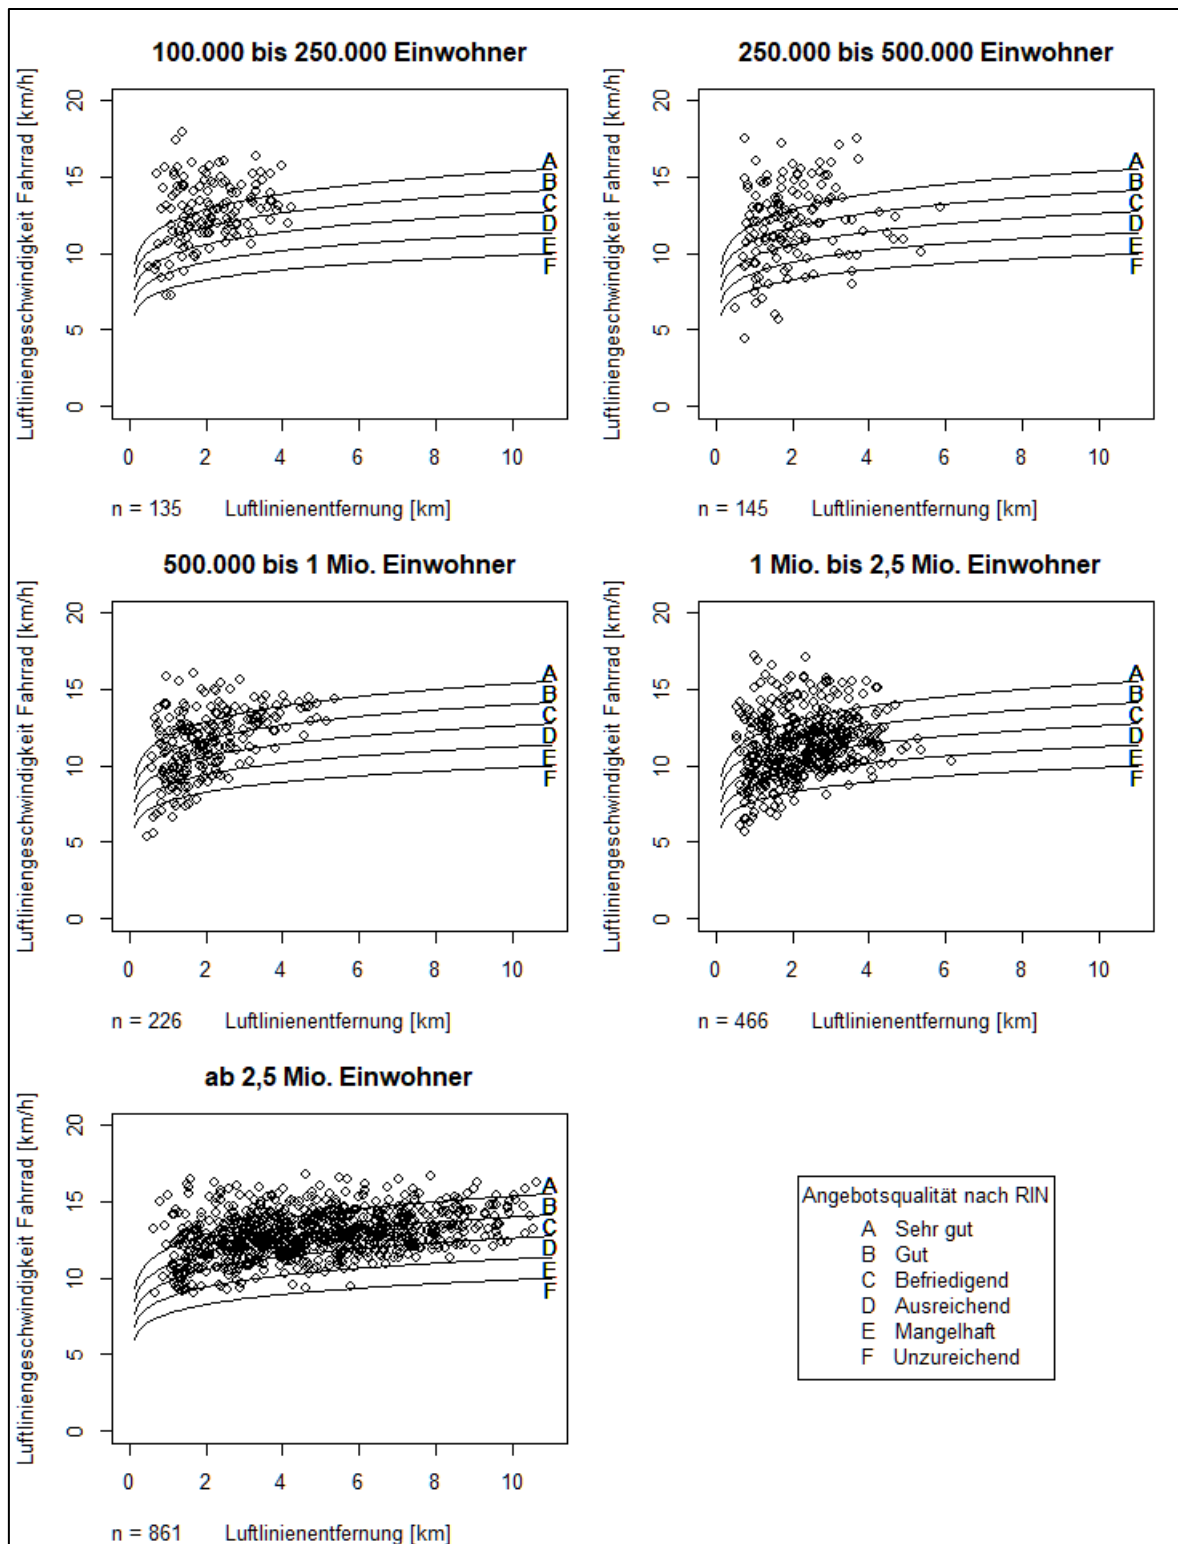 100.000 bis 250.000 Einwohner
Luftliniengeschwindigkeit Fahrrad [km/h]
20
15
10
5
0
A
B
C
D
E
F
0 2 4 6 8 10
n = 135 Luftlinienentfernung [km]
250.000 bis 500.000 Einwohner
Luftliniengeschwindigkeit Fahrrad [km/h]
20
15
10
5
0
A
B
C
D
E
F
0 2 4 6 8 10
n = 145 Luftlinienentfernung [km]
500.000 bis 1 Mio. Einwohner
Luftliniengeschwindigkeit Fahrrad [km/h]
20
15
10
5
0
A
B
C
D
E
F
0 2 4 6 8 10
n = 226 Luftlinienentfernung [km]
1 Mio. bis 2,5 Mio. Einwohner
Luftliniengeschwindigkeit Fahrrad [km/h]
20
15
10
5
0
A
B
C
D
E
F
0 2 4 6 8 10
n = 466 Luftlinienentfernung [km]
ab 2,5 Mio. Einwohner
Luftliniengeschwindigkeit Fahrrad [km/h]
20
15
10
5
0
A
B
C
D
E
F
0 2 4 6 8 10
n = 861 Luftlinienentfernung [km]
Angebotsqualität nach RIN
A Sehr gut
B Gut
C Befriedigend
D Ausreichend
E Mangelhaft
F Unzureichend